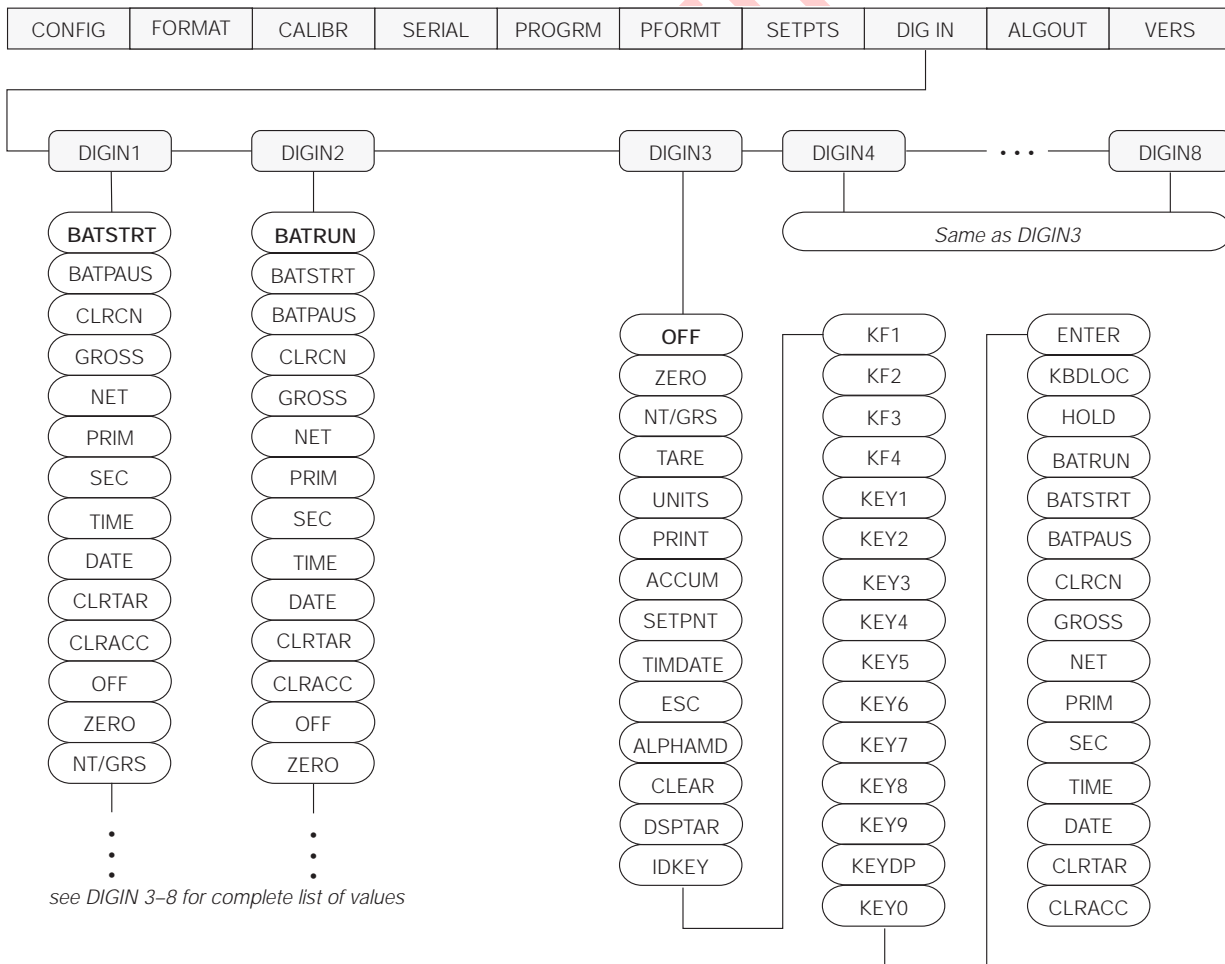 CONFIG FORMAT CALIBR SERIAL PROGRM PFORMT SETPTS DIG IN ALGOUT VERS
DIGIN1 DIGIN2 DIGIN3 DIGIN4 • • • DIGIN8
Same as DIGIN3
BATSTRT
BATPAUS
CLRCN
GROSS
NET
PRIM
SEC
TIME
DATE
CLRTAR
CLRACC
OFF
ZERO
NT/GRS
•
•
•
BATRUN
BATSTRT
BATPAUS
CLRCN
GROSS
NET
PRIM
SEC
TIME
DATE
CLRTAR
CLRACC
OFF
ZERO
•
•
•
see DIGIN 3–8 for complete list of values
OFF
ZERO
NT/GRS
TARE
UNITS
PRINT
ACCUM
SETPNT
TIMDATE
ESC
ALPHAMD
CLEAR
DSPTAR
IDKEY
KF1
KF2
KF3
KF4
KEY1
KEY2
KEY3
KEY4
KEY5
KEY6
KEY7
KEY8
KEY9
KEYDP
KEY0
ENTER
KBDLOC
HOLD
BATRUN
BATSTRT
BATPAUS
CLRCN
GROSS
NET
PRIM
SEC
TIME
DATE
CLRTAR
CLRACC